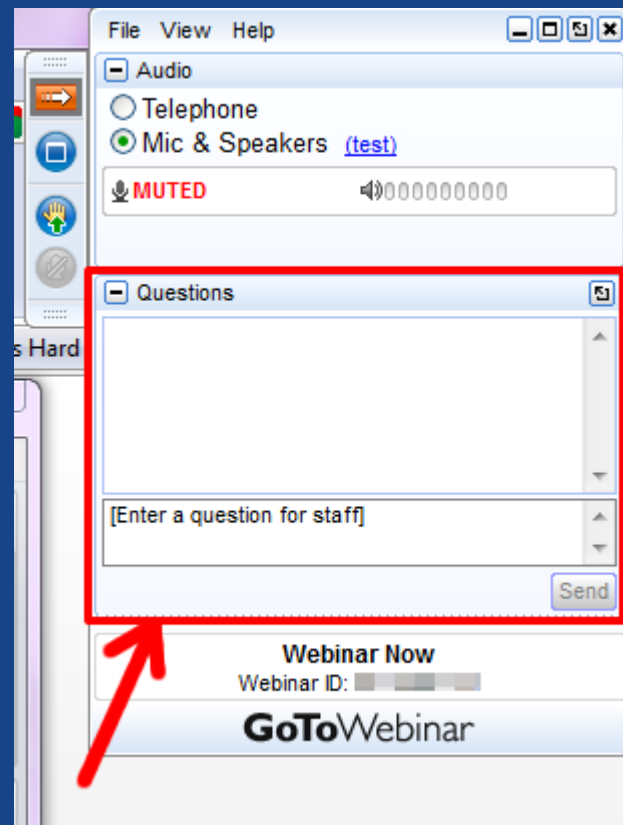 File View Help
Audio
Telephone
Mic & Speakers (test)
MUTED 000000000
Questions
s Hard
[Enter a question for staff]
Send
Webinar Now
Webinar ID:
GoToWebinar